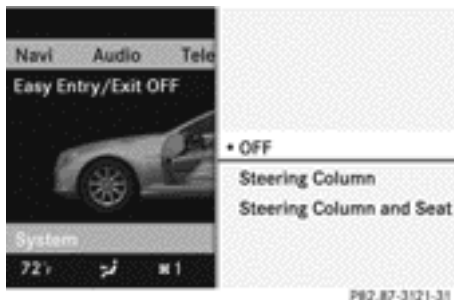 Navi Audio Tele
Easy Entry/Exit OFF
• OFF
Steering Column
Steering Column and Seat
System
72°F 1
P82.87-3121-31